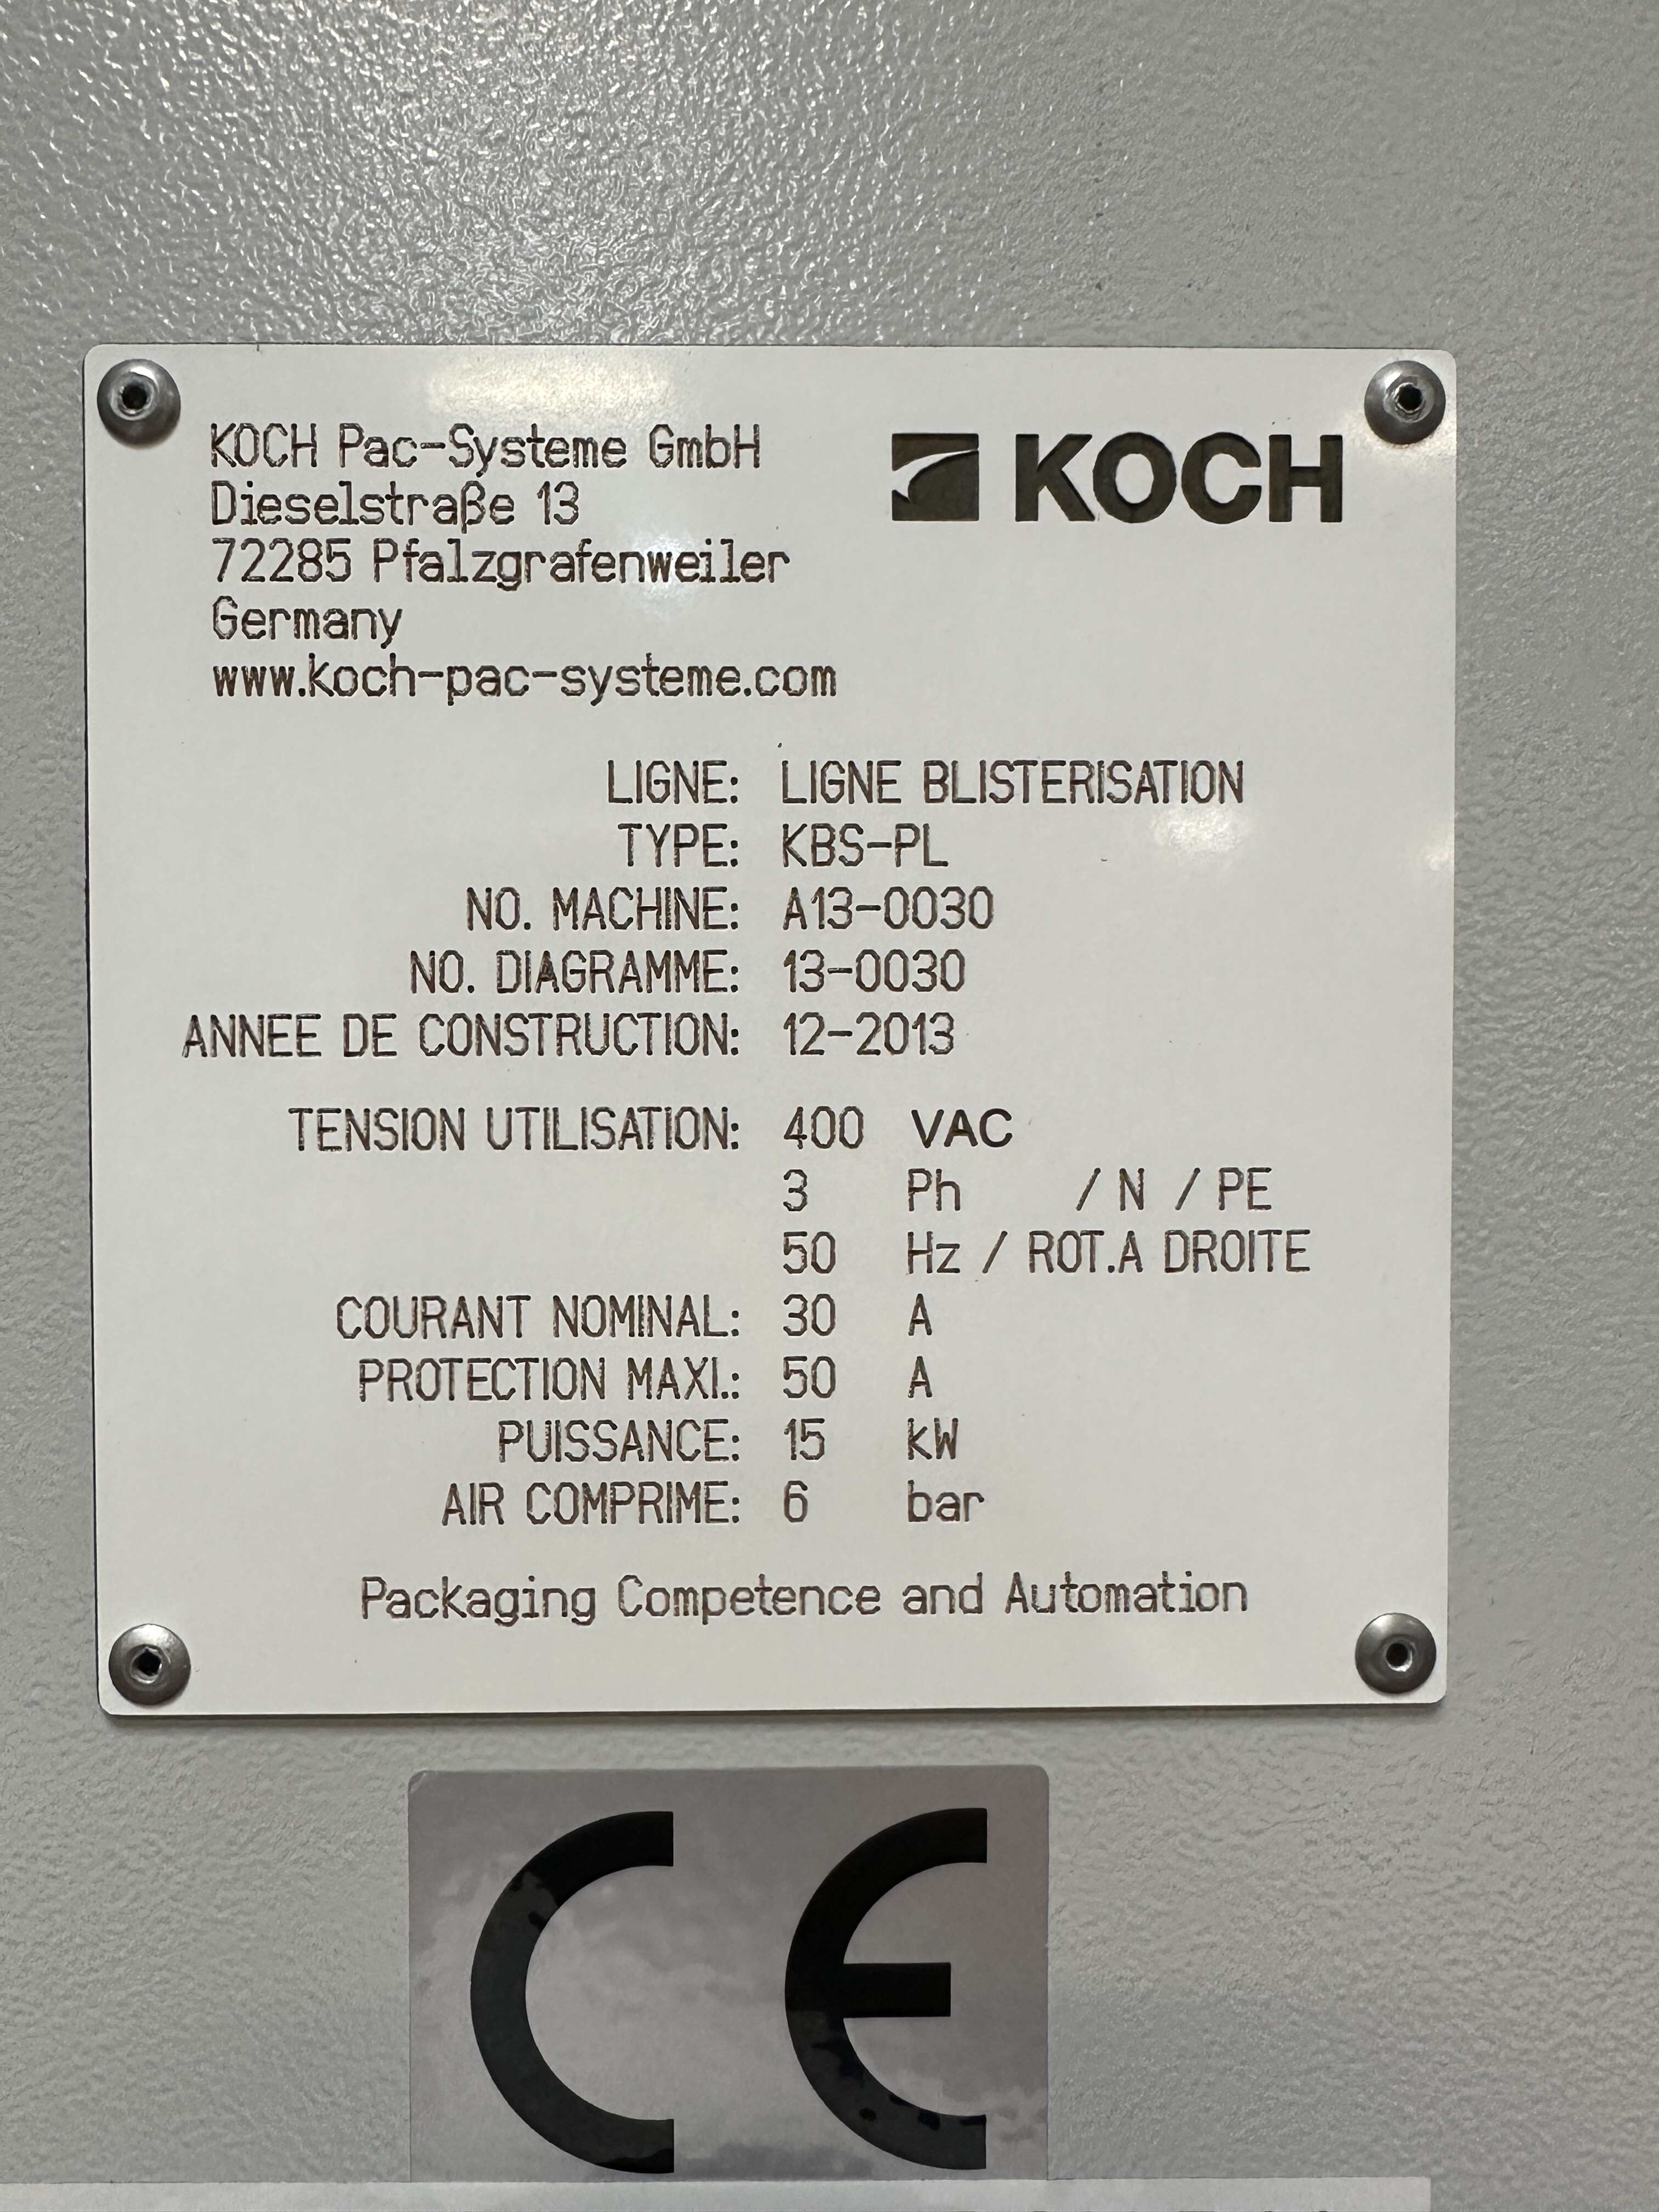 KOCH Pac-Systeme GmbH
KOCH
Dieselstraße 13
72285 Pfalzgrafenweiler
Germany
www.koch-pac-systeme.com
LIGNE: LIGNE BLISTERISATION
TYPE: KBS-PL
NO. MACHINE: A13-0030
NO. DIAGRAMME: 13-0030
ANNEE DE CONSTRUCTION: 12-2013
TENSION UTILISATION: 400 VAC
3 Ph / N / PE
50 Hz / ROT.A DROITE
COURANT NOMINAL: 30 A
PROTECTION MAXI.: 50 A
PUISSANCE: 15 kW
AIR COMPRIME: 6 bar
Packaging Competence and Automation
CE